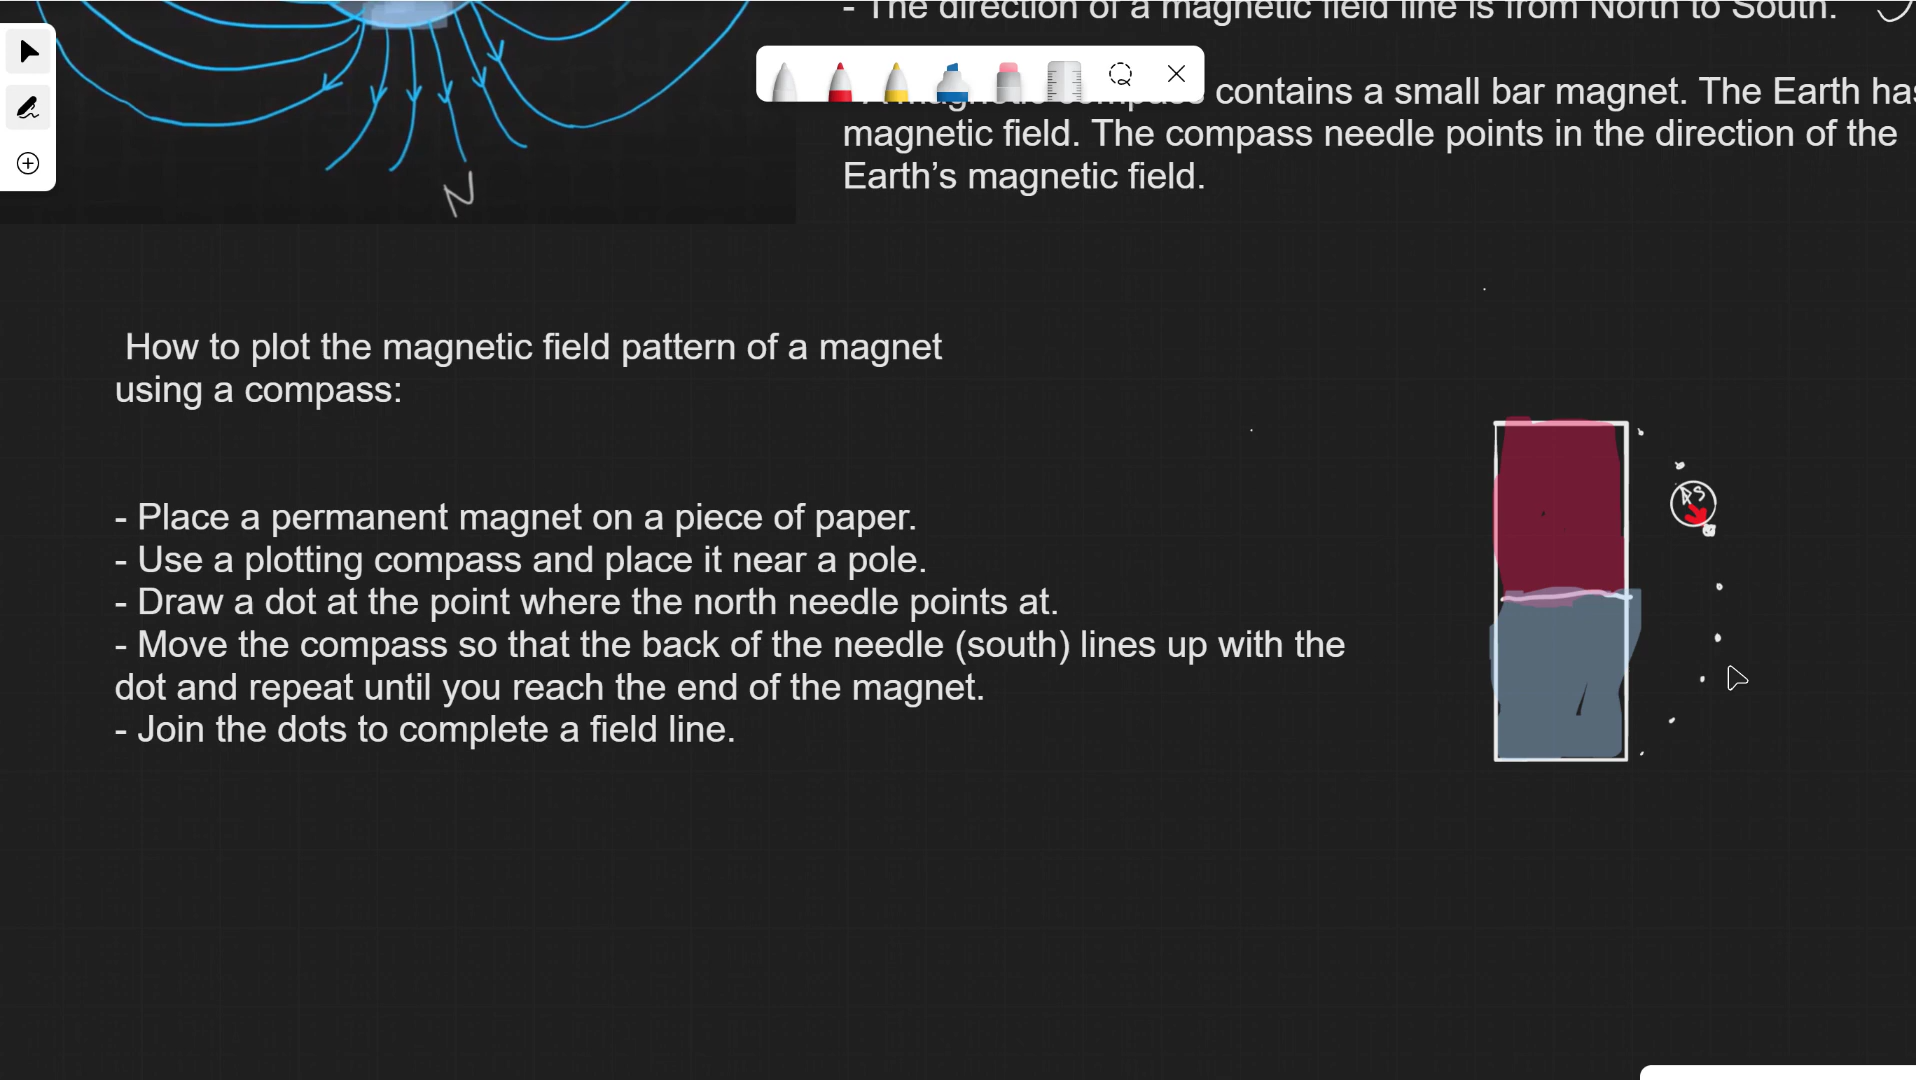 - The direction of a magnetic field line is from North to South.
contains a small bar magnet. The Earth has
magnetic field. The compass needle points in the direction of the
Earth’s magnetic field.
N
How to plot the magnetic field pattern of a magnet
using a compass:
- Place a permanent magnet on a piece of paper.
- Use a plotting compass and place it near a pole.
- Draw a dot at the point where the north needle points at.
- Move the compass so that the back of the needle (south) lines up with the
dot and repeat until you reach the end of the magnet.
- Join the dots to complete a field line.
S